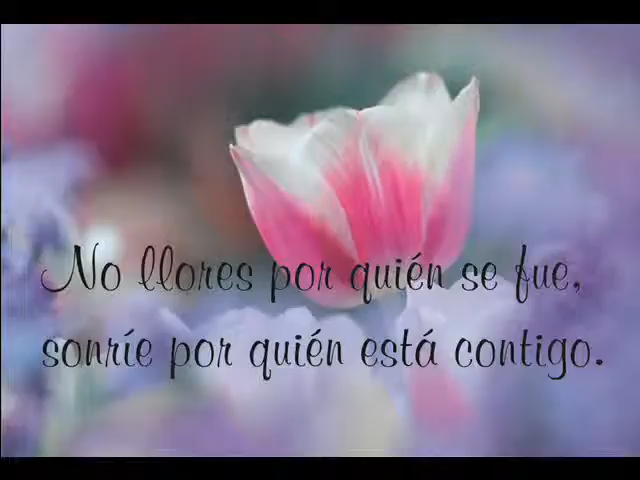 No llores por quién se fue,
sonríe por quién está contigo.